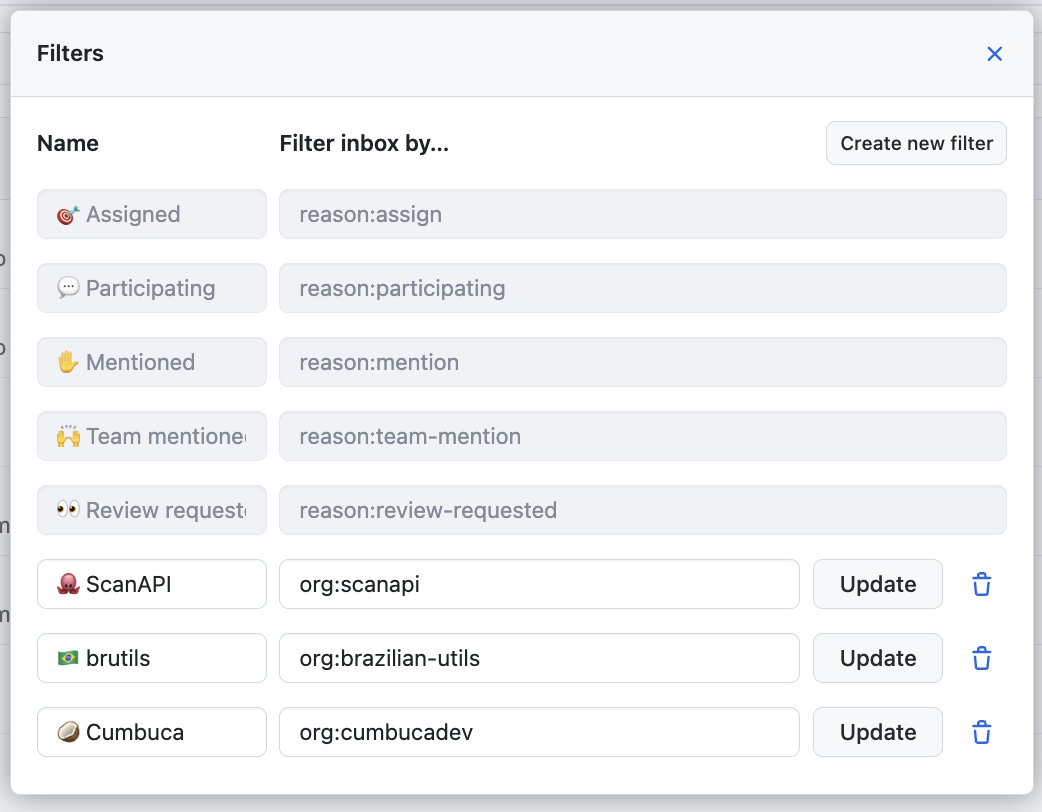 Filters
Name Filter inbox by... Create new filter
🎯 Assigned reason:assign
💬 Participating reason:participating
✋ Mentioned reason:mention
🙌 Team mentione reason:team-mention
👀 Review request reason:review-requested
🐙 ScanAPI org:scanapi Update
🇧🇷 brutils org:brazilian-utils Update
🥥 Cumbuca org:cumbucadev Update